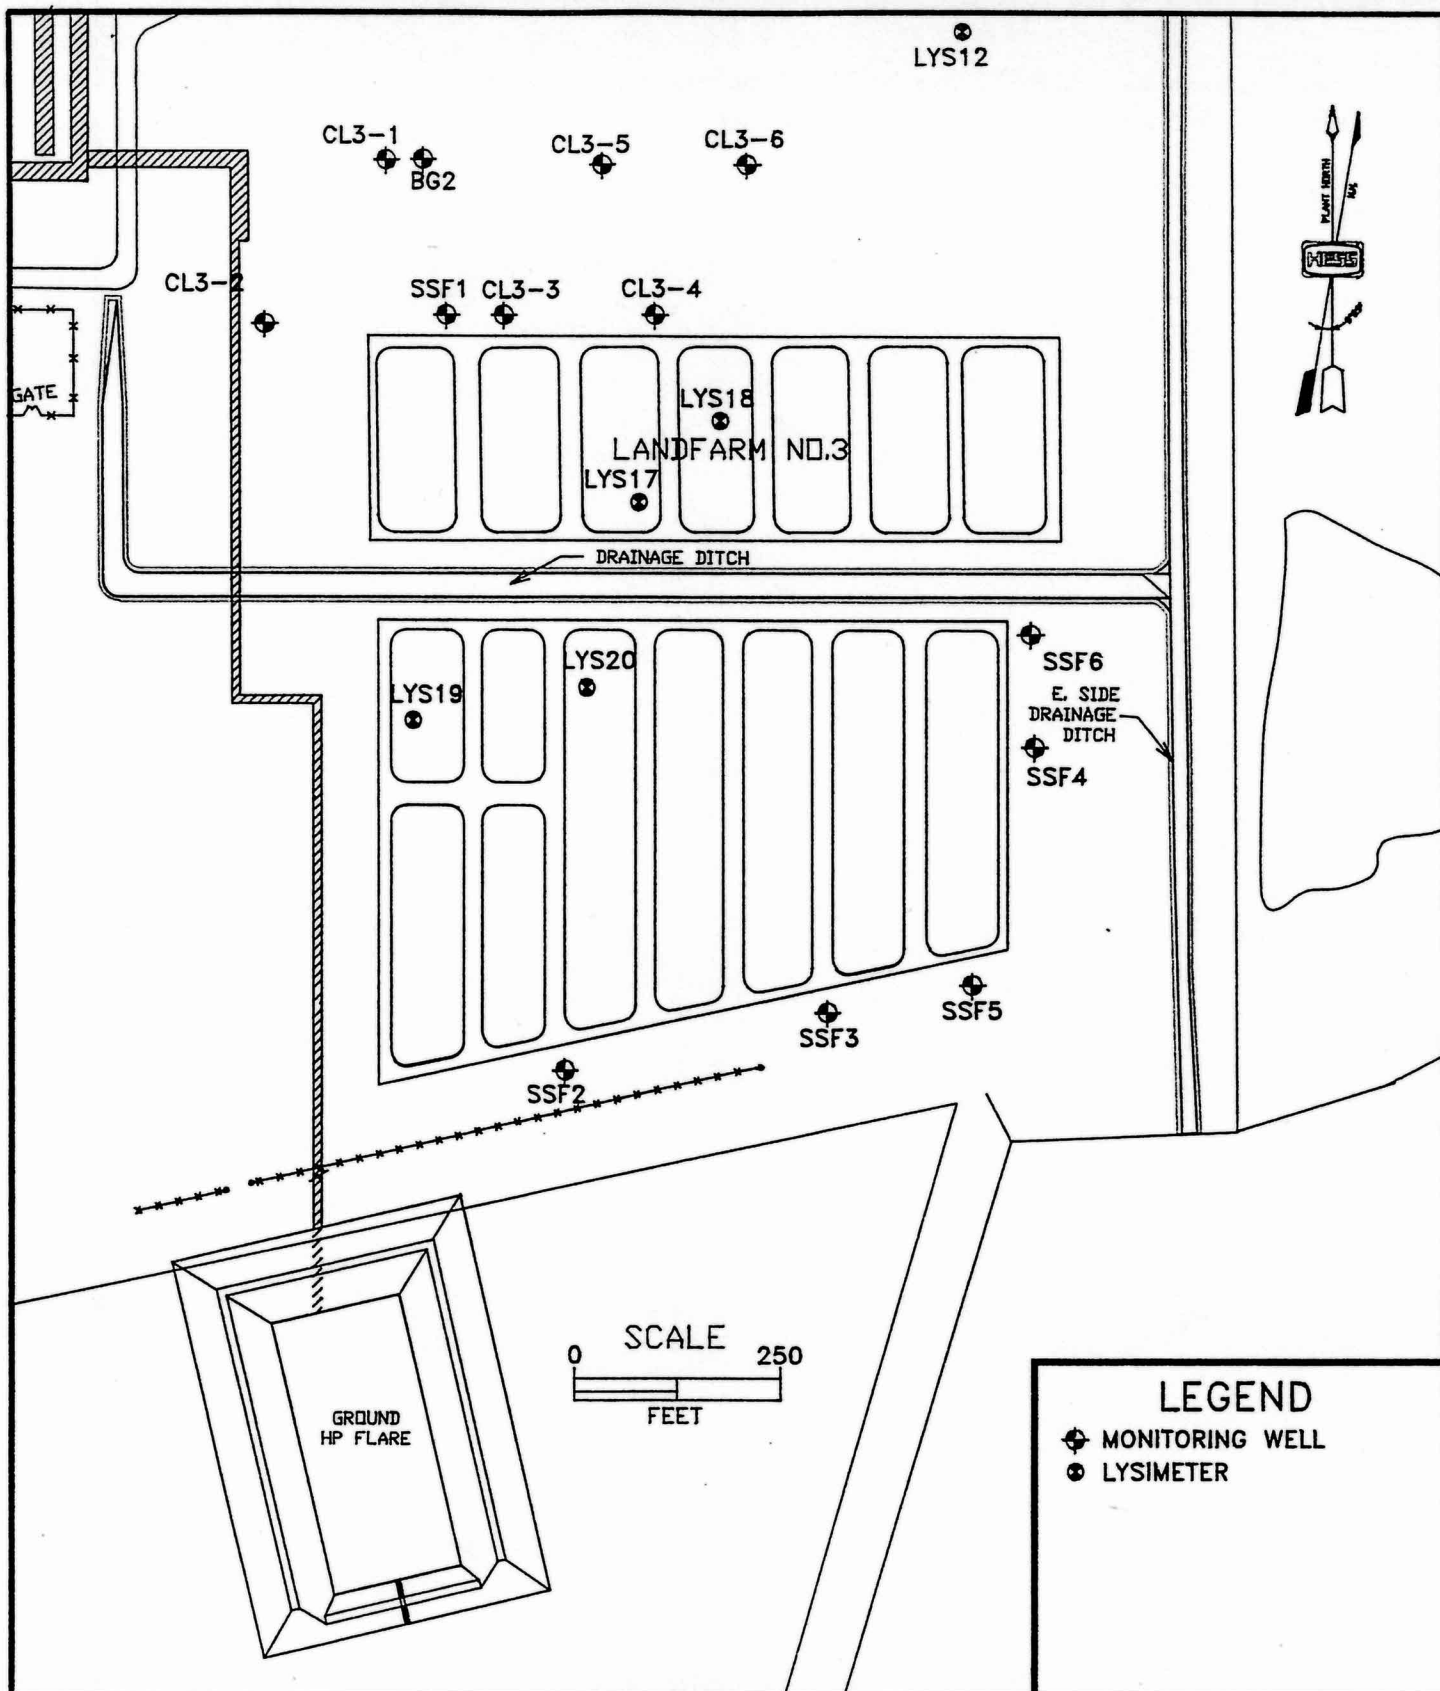 LYS12
CL3-1
BG2
CL3-5
CL3-6
PLANT NORTH
HESS
CL3-2
SSF1
CL3-3
CL3-4
GATE
LYS18
LANDFARM NO.3
LYS17
DRAINAGE DITCH
SSF6
LYS20
LYS19
E. SIDE
DRAINAGE
DITCH
SSF4
SSF5
SSF3
SSF2
SCALE
0 250
FEET
GROUND
HP FLARE
LEGEND
MONITORING WELL
LYSIMETER